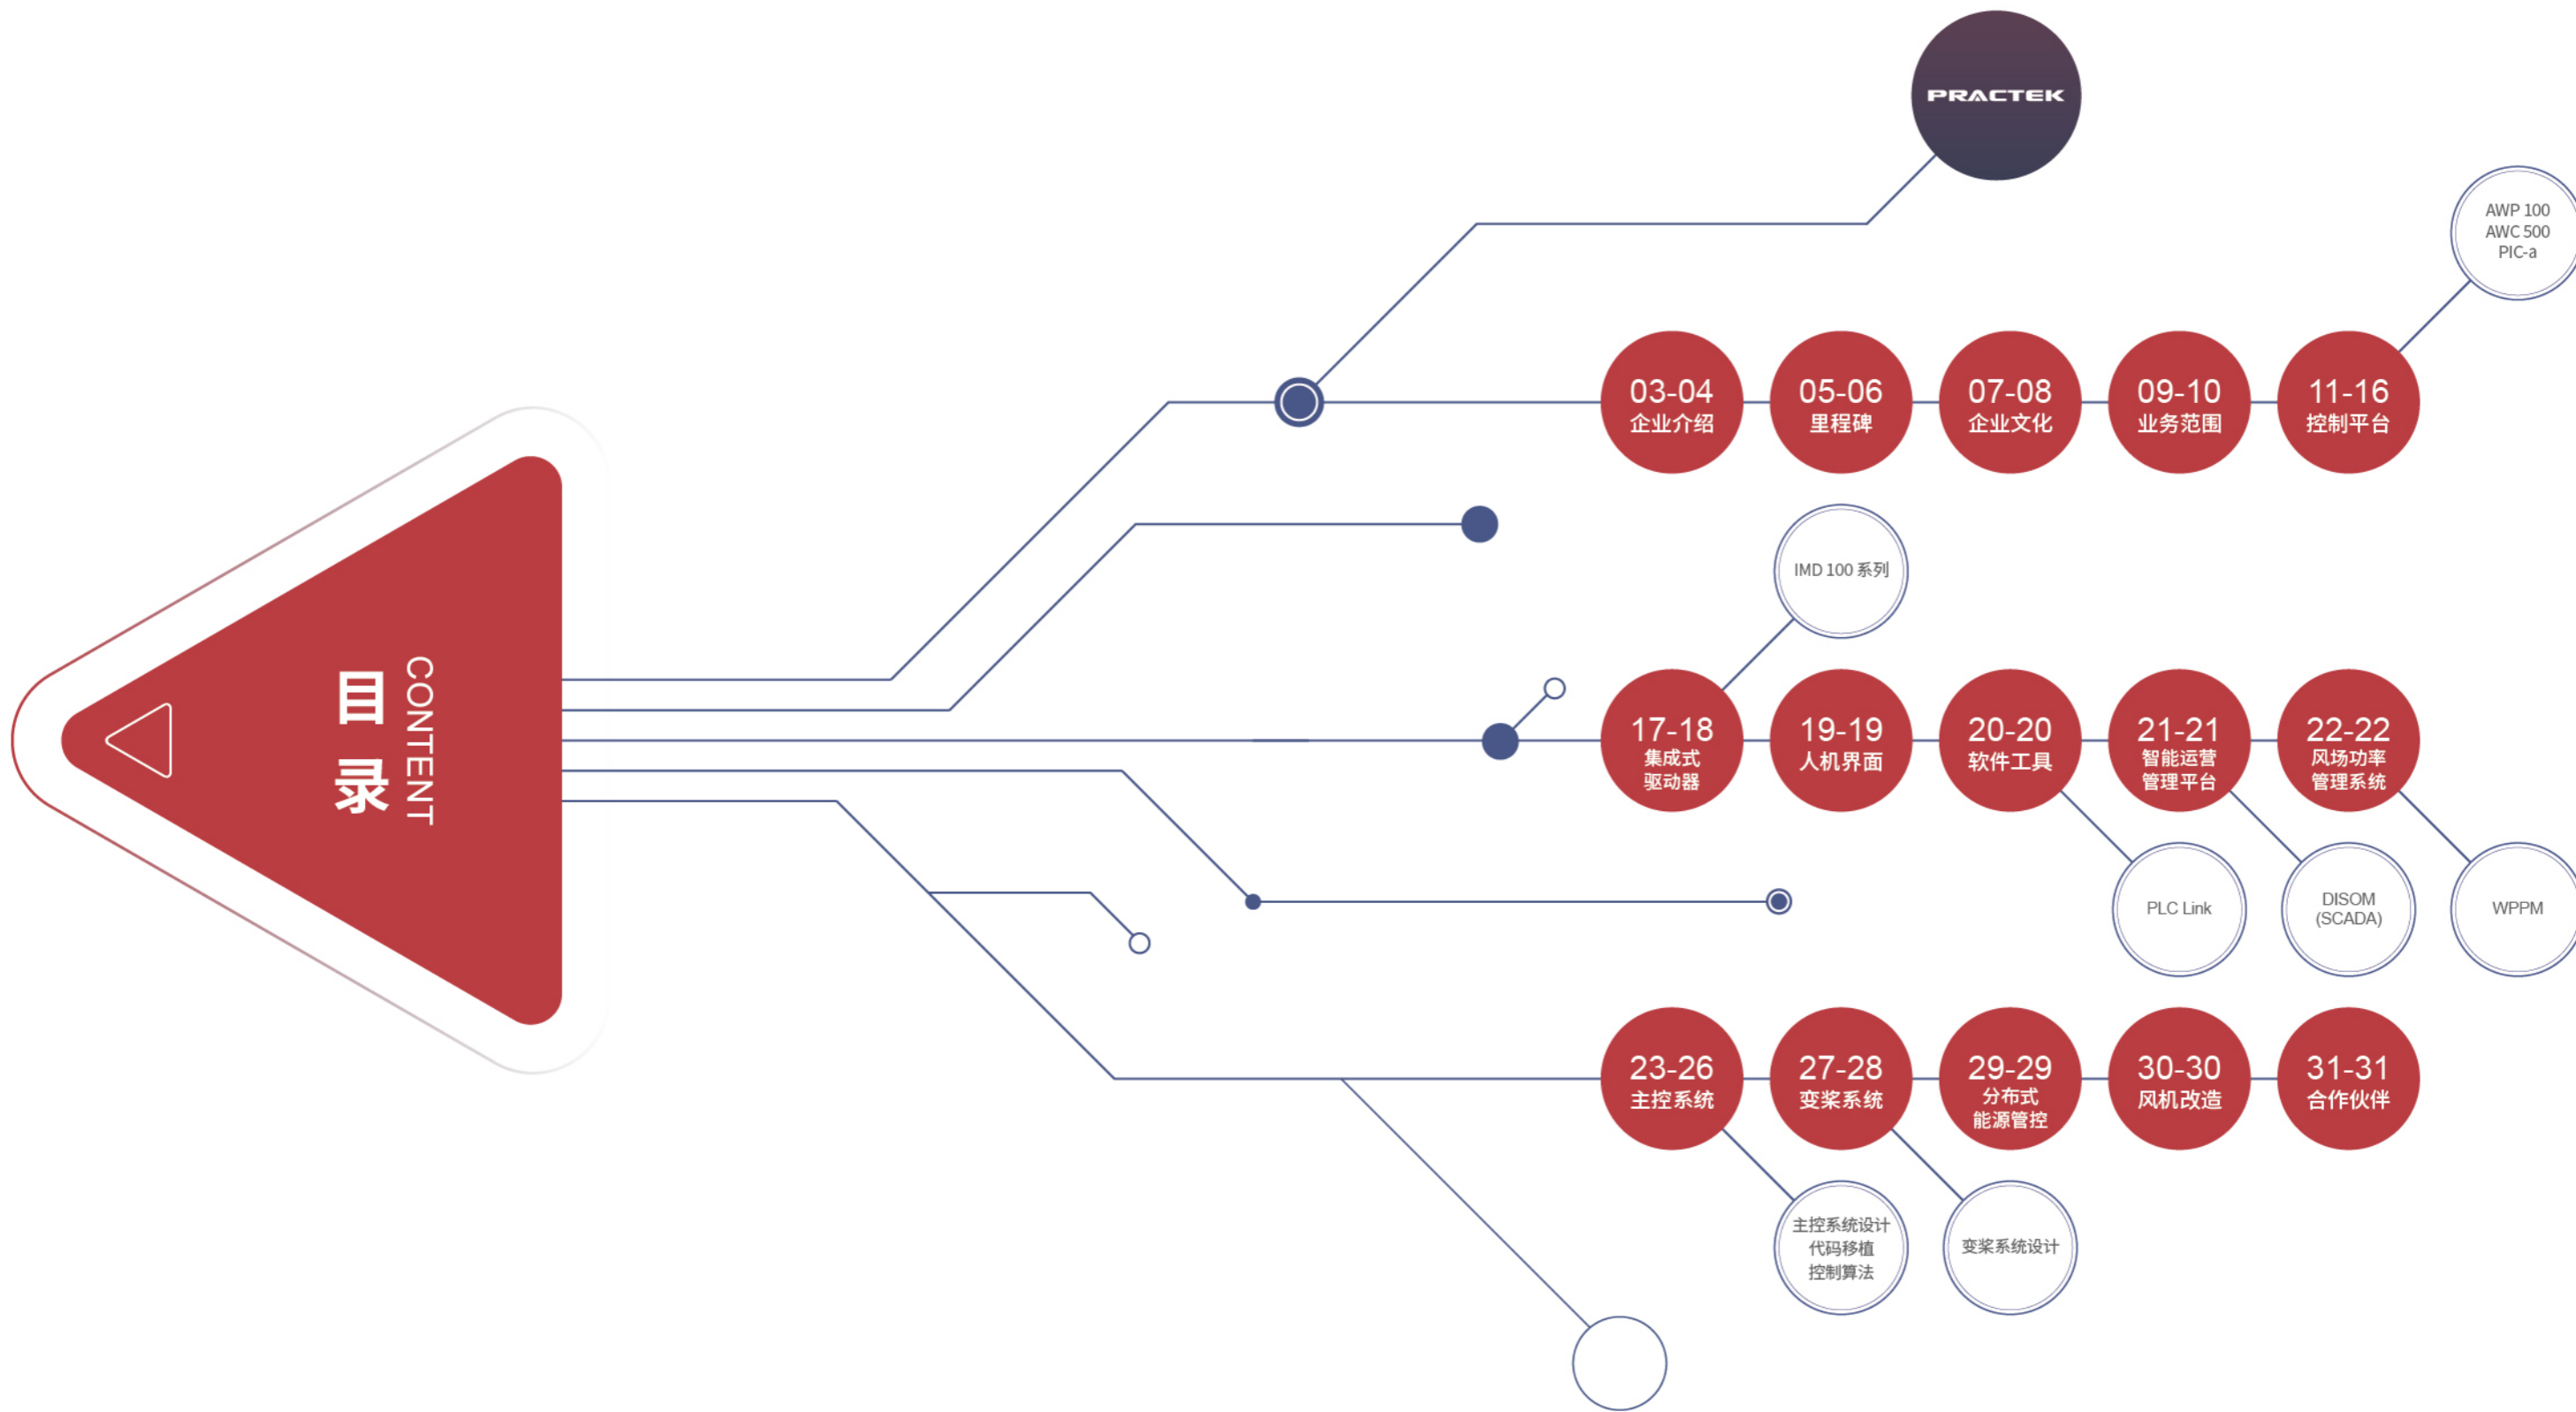 目录
CONTENT
PRACTEK
AWP 100
AWC 500
PIC-a
03-04
企业介绍
05-06
里程碑
07-08
企业文化
09-10
业务范围
11-16
控制平台
IMD 100 系列
17-18
集成式
驱动器
19-19
人机界面
20-20
软件工具
21-21
智能运营
管理平台
22-22
风场功率
管理系统
PLC Link
DISOM
(SCADA)
WPPM
23-26
主控系统
27-28
变桨系统
29-29
分布式
能源管控
30-30
风机改造
31-31
合作伙伴
主控系统设计
代码移植
控制算法
变桨系统设计